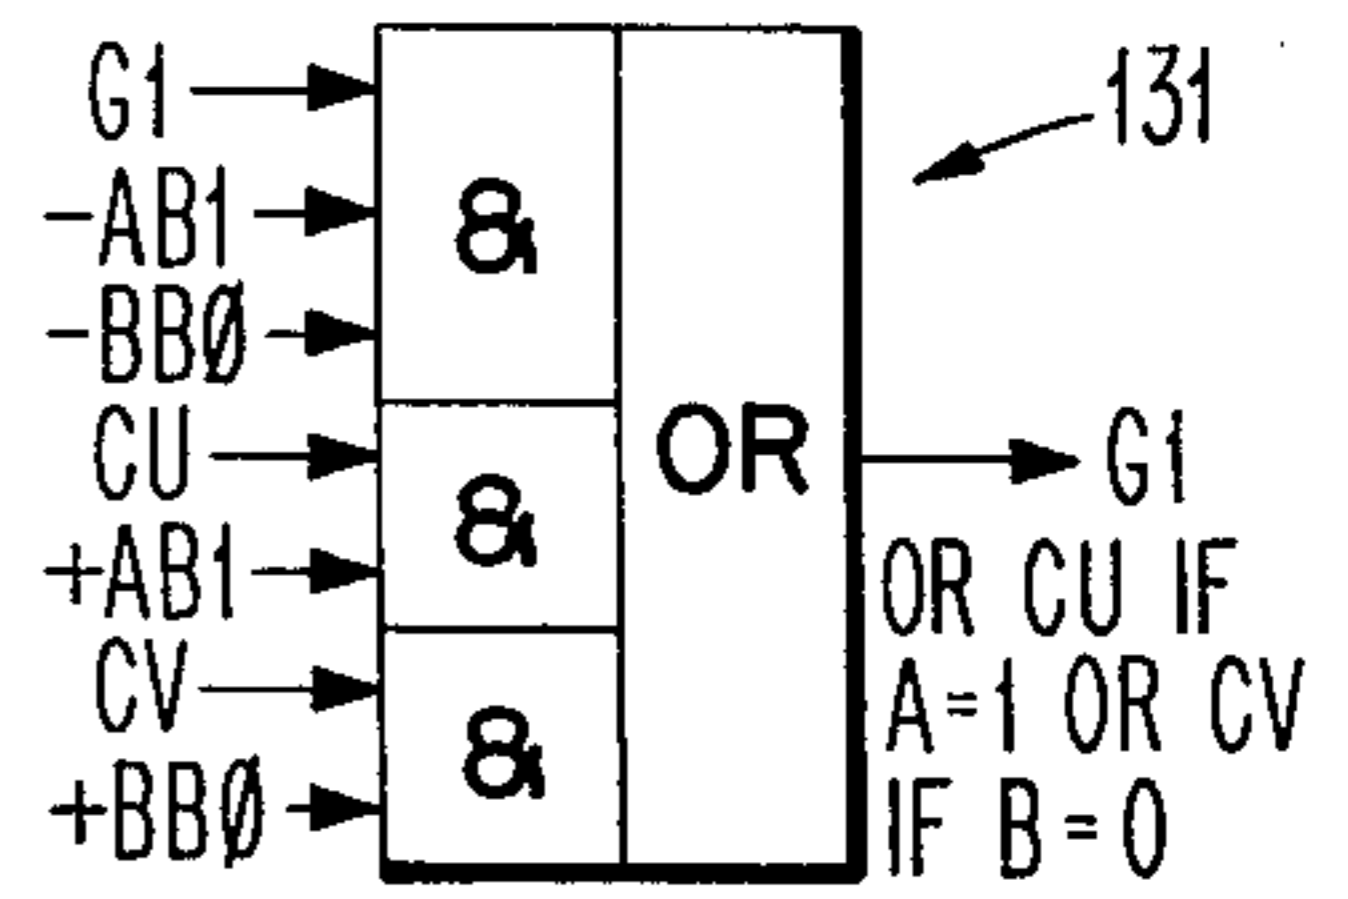 G1
-AB1
-BBØ
CU
+AB1
CV
+BBØ
&
&
&
OR
131
G1
OR CU IF
A=1 OR CV
IF B=0